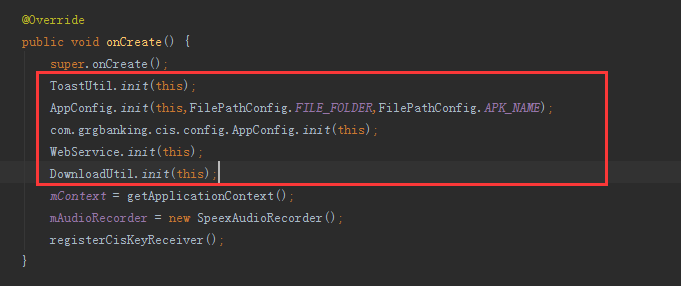 @Override
public void onCreate() {
super.onCreate();
ToastUtil.init(this);
AppConfig.init(this,FilePathConfig.FILE_FOLDER,FilePathConfig.APK_NAME);
com.grgbanking.cis.config.AppConfig.init(this);
WebService.init(this);
DownloadUtil.init(this);
mContext = getApplicationContext();
mAudioRecorder = new SpeexAudioRecorder();
registerCisKeyReceiver();
}